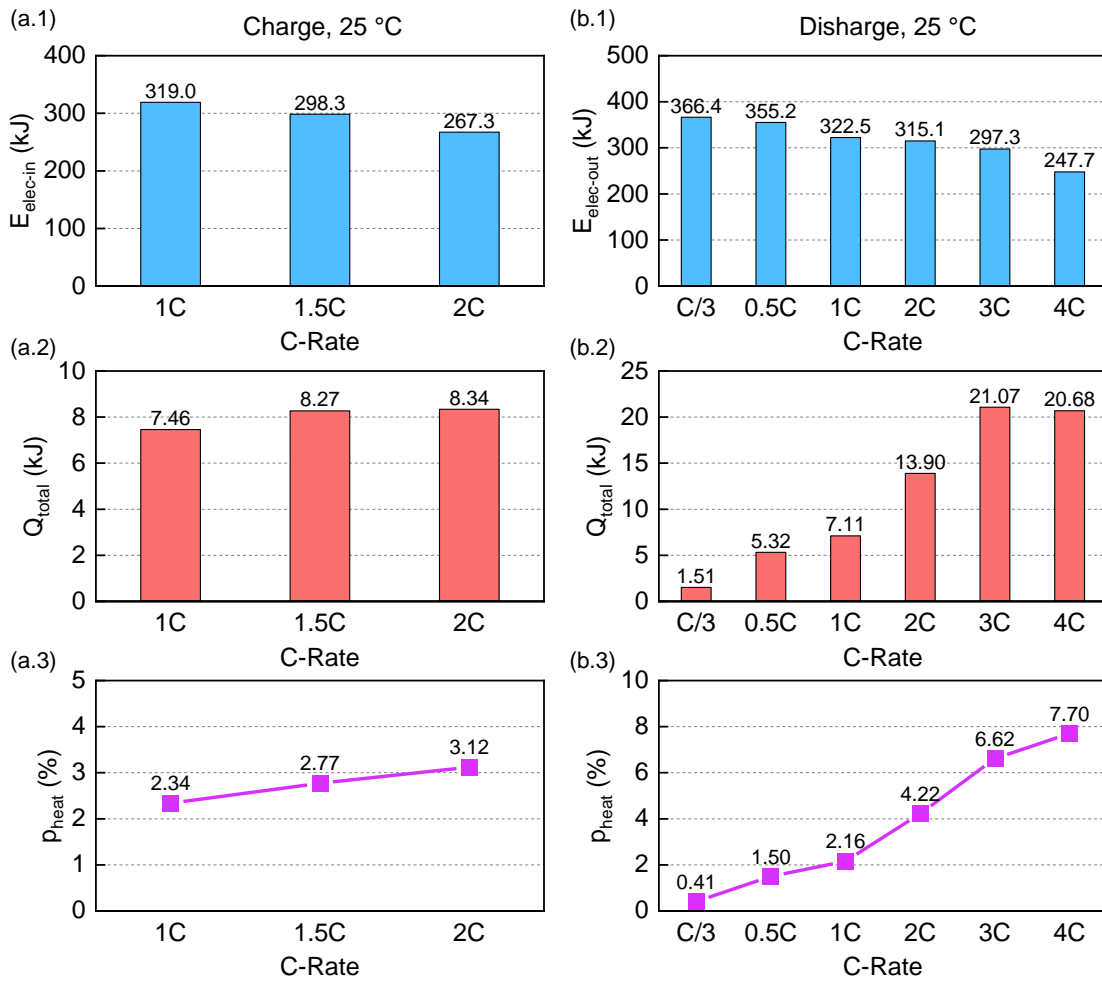 (a.1)
Charge, 25 °C
E_elec-in (kJ)
400
300
200
100
0
319.0
298.3
267.3
1C
1.5C
2C
C-Rate
(b.1)
Disharge, 25 °C
E_elec-out (kJ)
500
400
300
200
100
0
366.4
355.2
322.5
315.1
297.3
247.7
C/3
0.5C
1C
2C
3C
4C
C-Rate
(a.2)
Q_total (kJ)
10
8
6
4
2
0
7.46
8.27
8.34
1C
1.5C
2C
C-Rate
(b.2)
Q_total (kJ)
25
20
15
10
5
0
1.51
5.32
7.11
13.90
21.07
20.68
C/3
0.5C
1C
2C
3C
4C
C-Rate
(a.3)
p_heat (%)
5
4
3
2
1
0
2.34
2.77
3.12
1C
1.5C
2C
C-Rate
(b.3)
p_heat (%)
10
8
6
4
2
0
0.41
1.50
2.16
4.22
6.62
7.70
C/3
0.5C
1C
2C
3C
4C
C-Rate